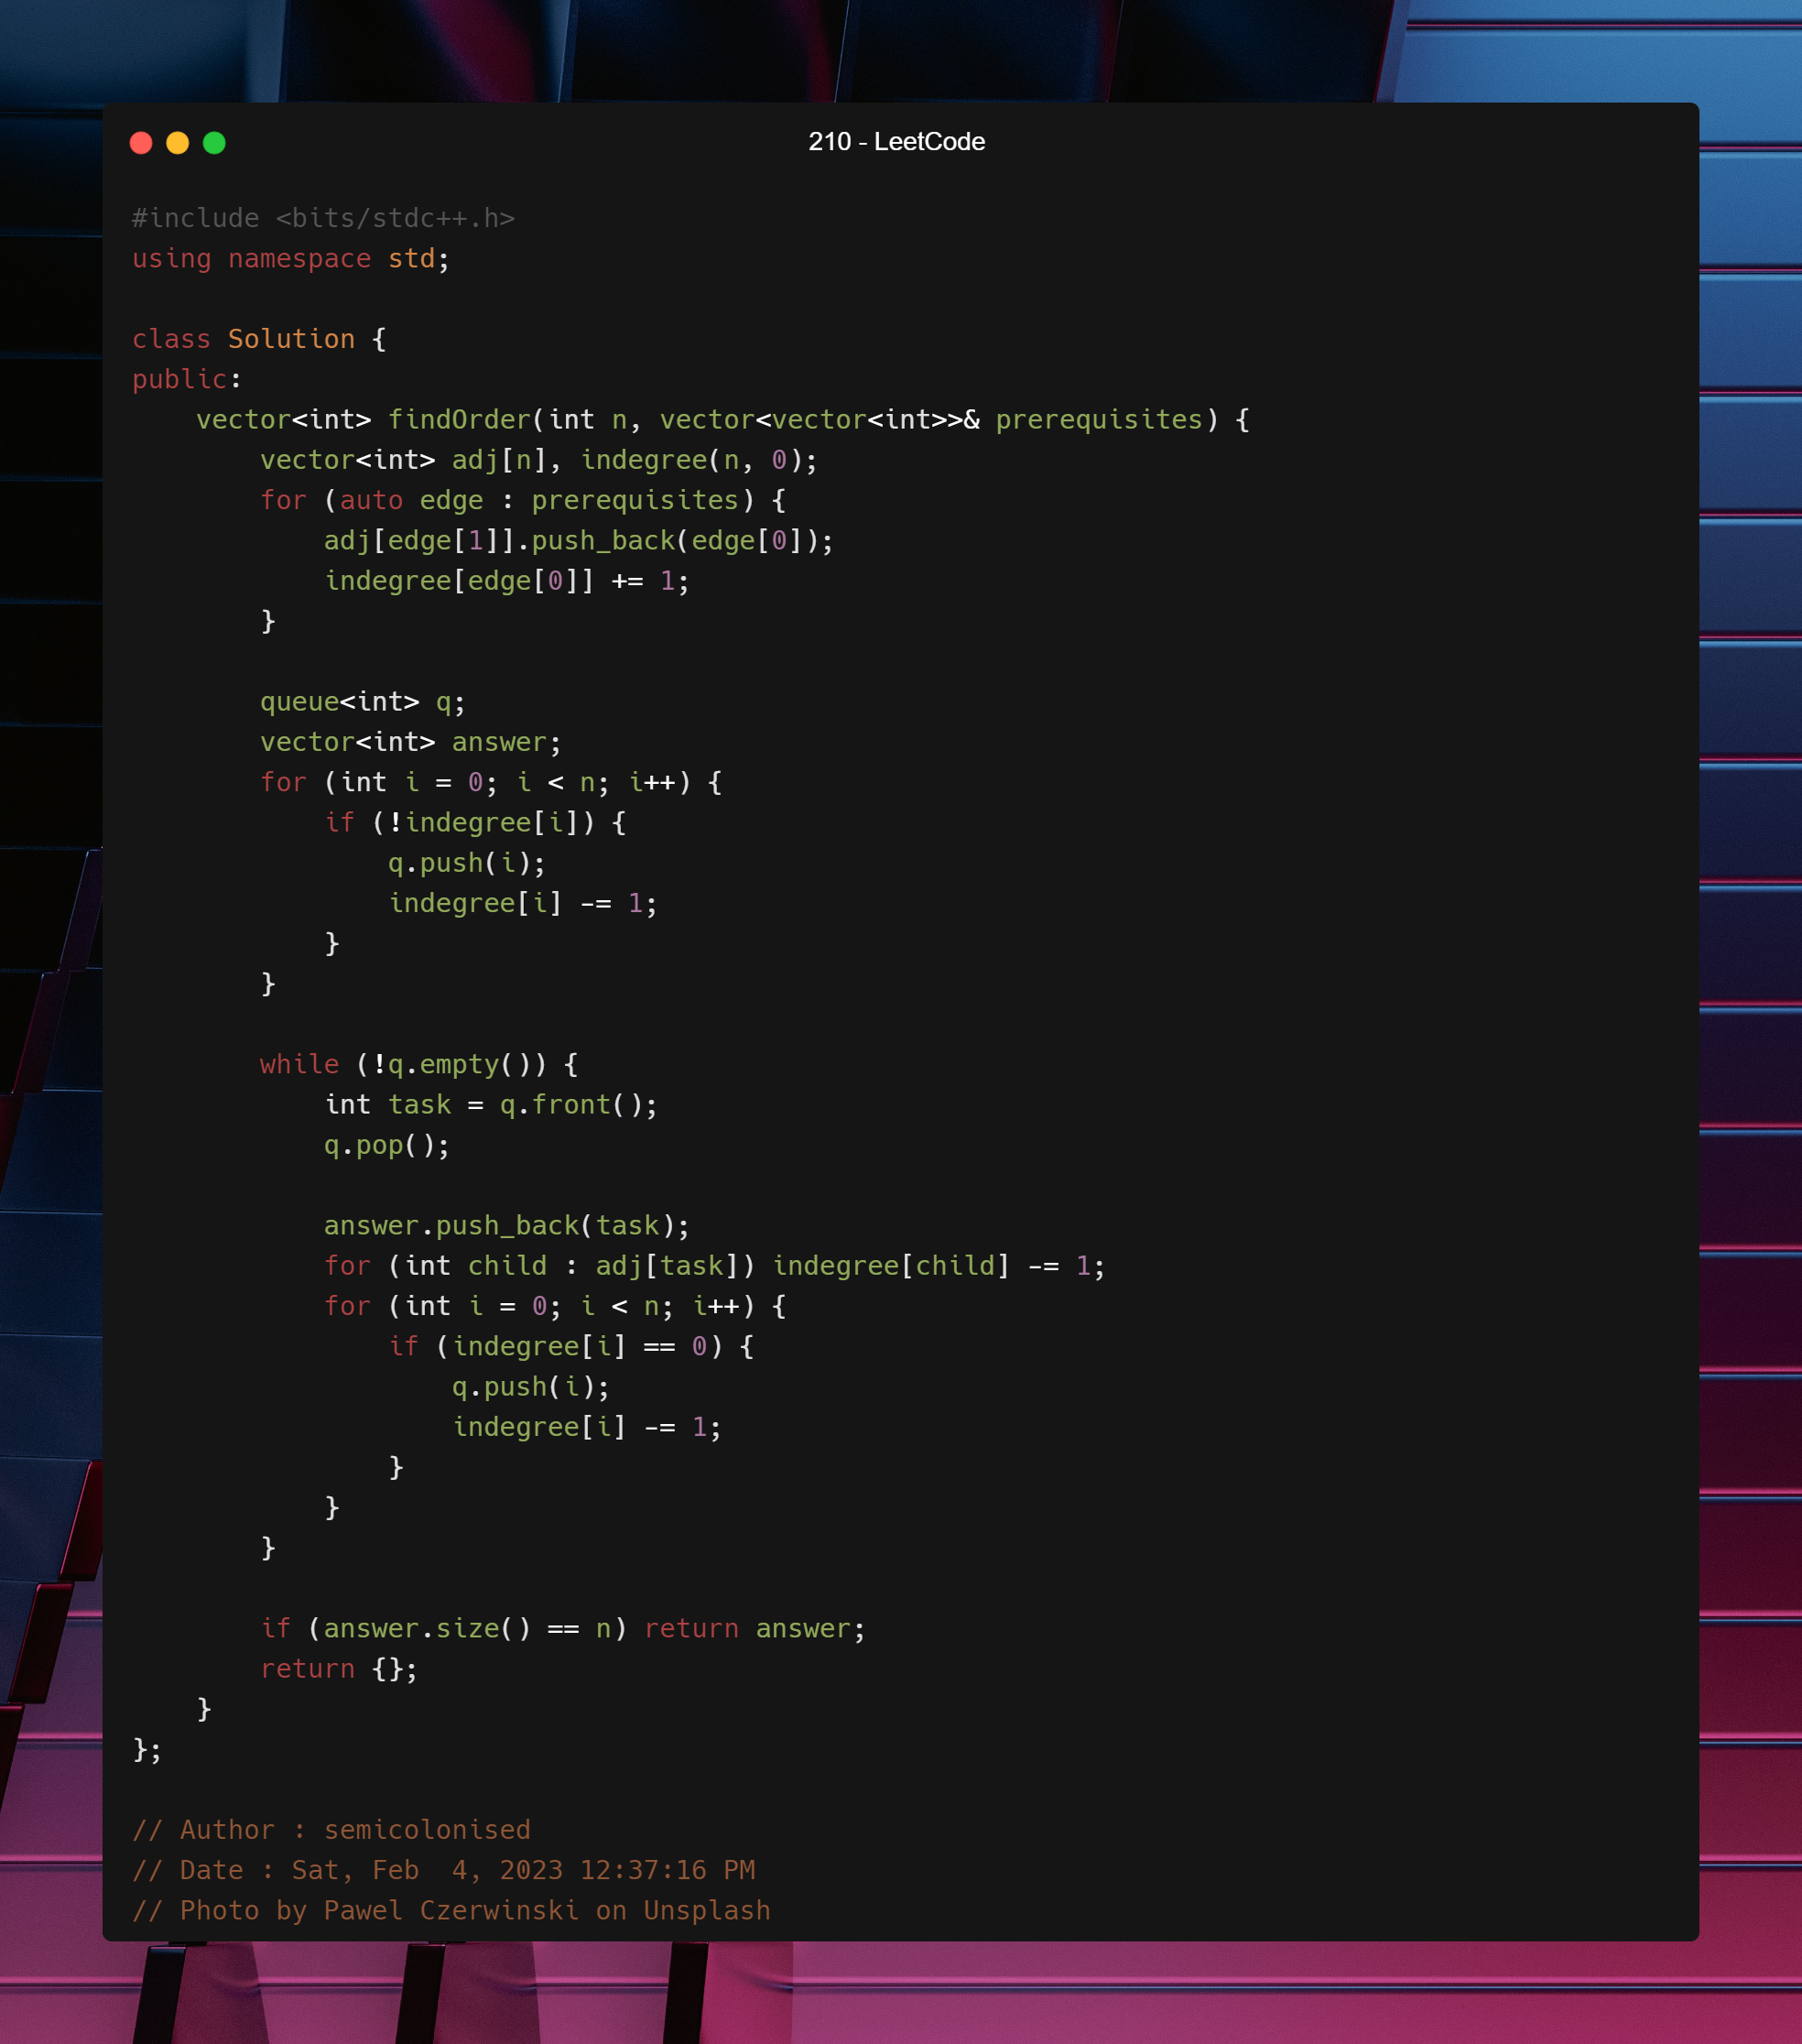 210 - LeetCode
#include <bits/stdc++.h>
using namespace std;

class Solution {
public:
    vector<int> findOrder(int n, vector<vector<int>>& prerequisites) {
        vector<int> adj[n], indegree(n, 0);
        for (auto edge : prerequisites) {
            adj[edge[1]].push_back(edge[0]);
            indegree[edge[0]] += 1;
        }

        queue<int> q;
        vector<int> answer;
        for (int i = 0; i < n; i++) {
            if (!indegree[i]) {
                q.push(i);
                indegree[i] -= 1;
            }
        }

        while (!q.empty()) {
            int task = q.front();
            q.pop();

            answer.push_back(task);
            for (int child : adj[task]) indegree[child] -= 1;
            for (int i = 0; i < n; i++) {
                if (indegree[i] == 0) {
                    q.push(i);
                    indegree[i] -= 1;
                }
            }
        }

        if (answer.size() == n) return answer;
        return {};
    }
};

// Author : semicolonised
// Date : Sat, Feb  4, 2023 12:37:16 PM
// Photo by Pawel Czerwinski on Unsplash